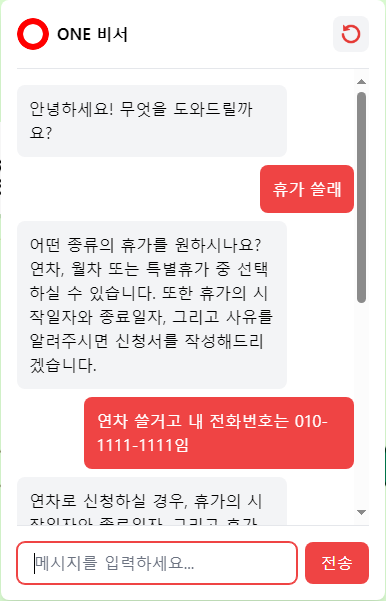 ONE 비서
안녕하세요! 무엇을 도와드릴까
요?
휴가 쓸래
어떤 종류의 휴가를 원하시나요?
연차, 월차 또는 특별휴가 중 선택
하실 수 있습니다. 또한 휴가의 시
작일자와 종료일자, 그리고 사유를
알려주시면 신청서를 작성해드리
겠습니다.
연차 쓸거고 내 전화번호는 010-
1111-1111임
연차로 신청하실 경우, 휴가의 시
작일자와 종료일자, 그리고 휴가
메시지를 입력하세요...
전송